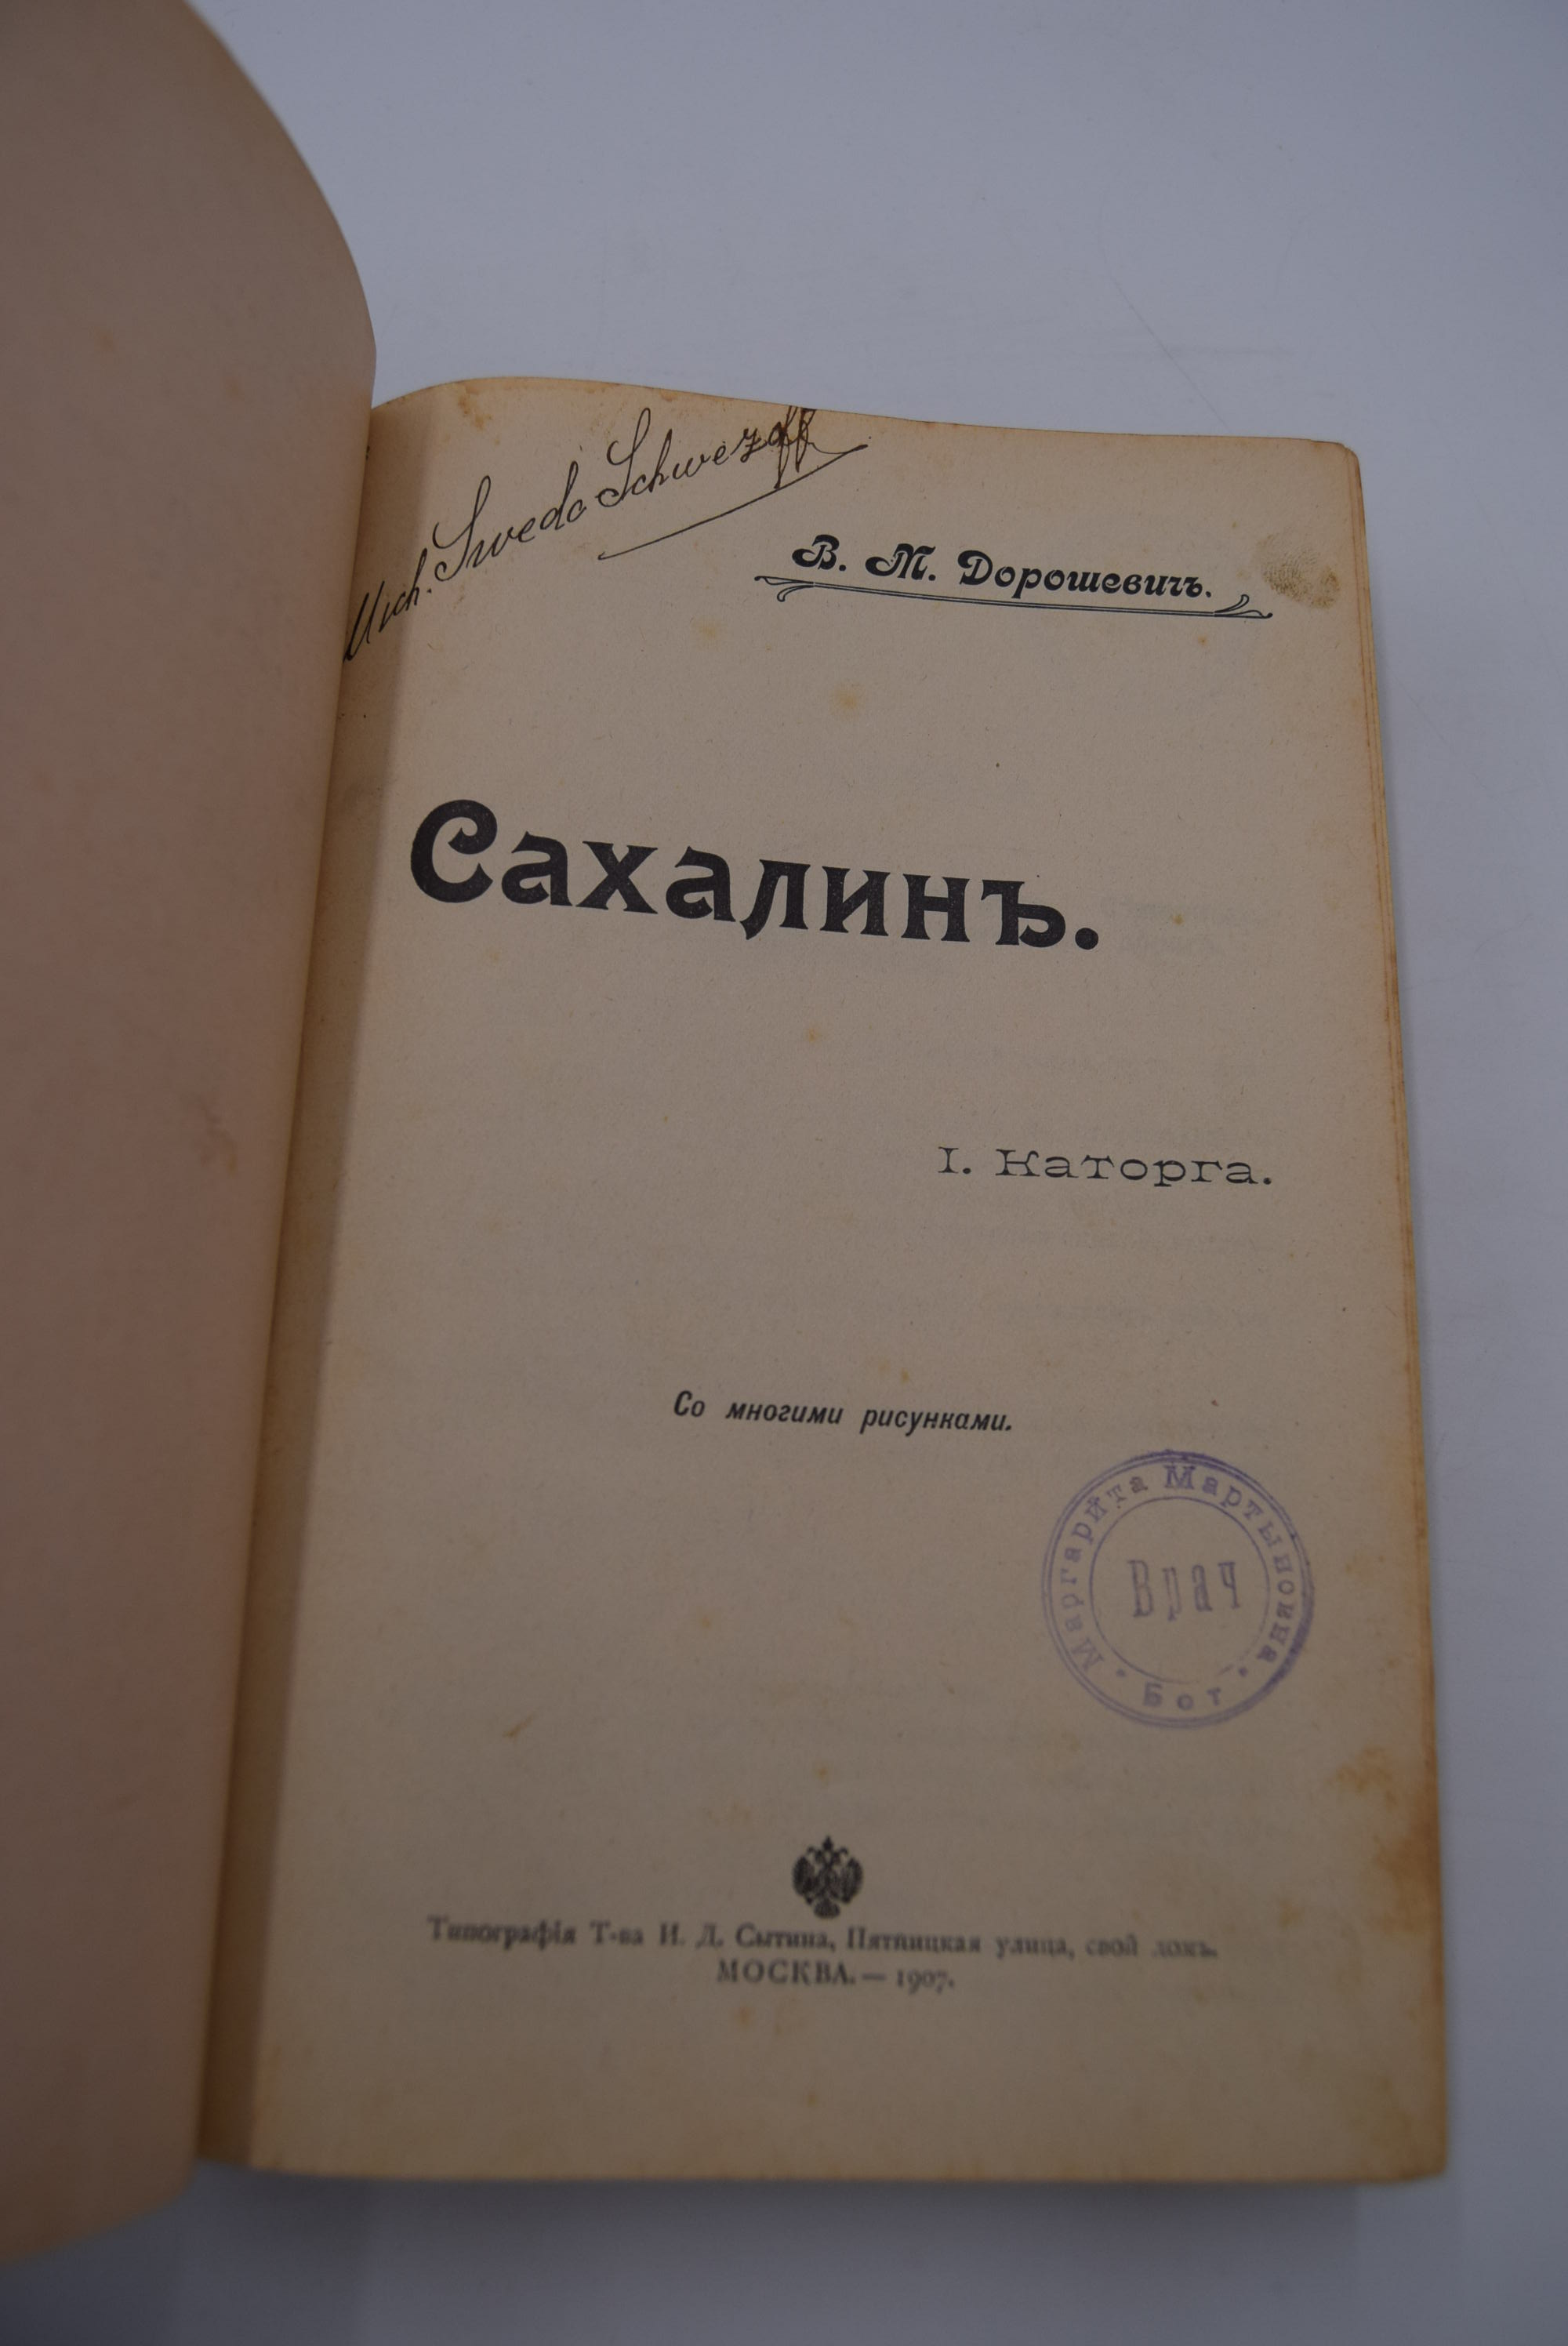 Mich. Swedo Schwezoff
В. М. Дорошевичъ.
Сахалинъ.
I. Каторга.
Со многими рисунками.
Маргарита Мартыновна
Врач
Бот
Типографія Т-ва И. Д. Сытина, Пятницкая улица, свой домъ.
МОСКВА.— 1907.